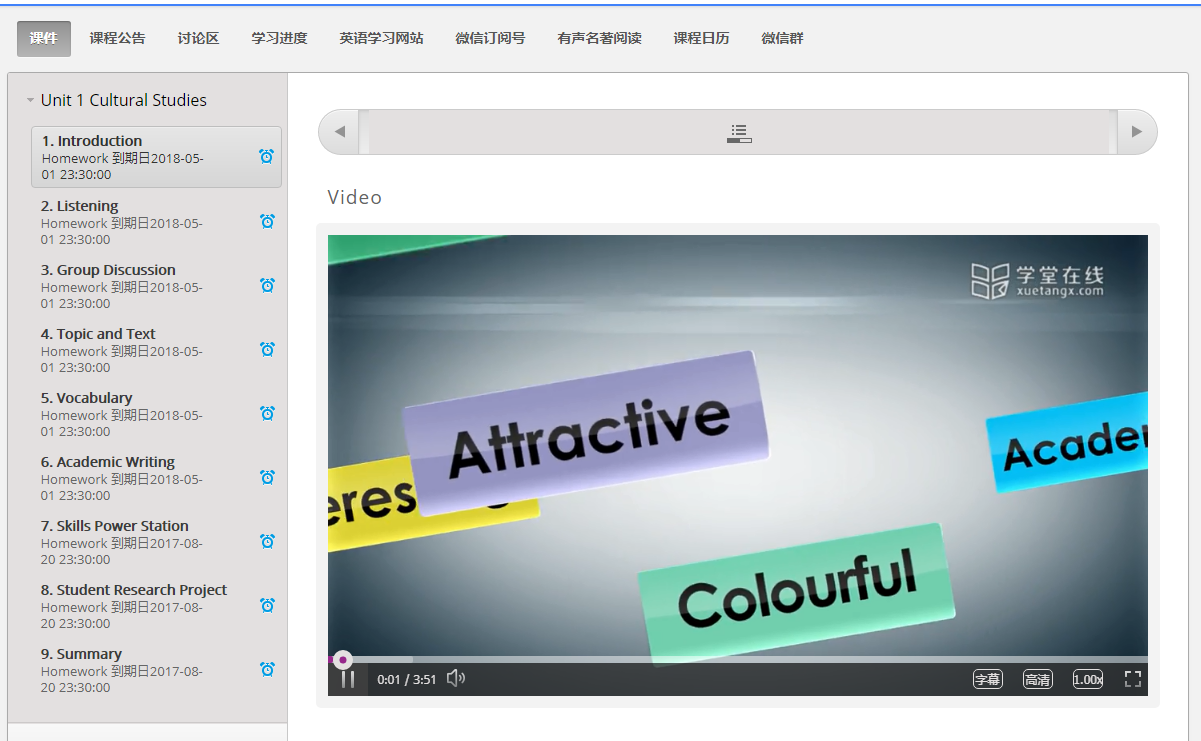 课件 课程公告 讨论区 学习进度 英语学习网站 微信订阅号 有声名著阅读 课程日历 微信群
Unit 1 Cultural Studies
1. Introduction
Homework 到期日2018-05-
01 23:30:00
2. Listening
Homework 到期日2018-05-
01 23:30:00
3. Group Discussion
Homework 到期日2018-05-
01 23:30:00
4. Topic and Text
Homework 到期日2018-05-
01 23:30:00
5. Vocabulary
Homework 到期日2018-05-
01 23:30:00
6. Academic Writing
Homework 到期日2018-05-
01 23:30:00
7. Skills Power Station
Homework 到期日2017-08-
20 23:30:00
8. Student Research Project
Homework 到期日2017-08-
20 23:30:00
9. Summary
Homework 到期日2017-08-
20 23:30:00
Video
学堂在线
xuetangx.com
Attractive
Academ
eres
Colourful
0:01 / 3:51 字幕 高清 1.00x